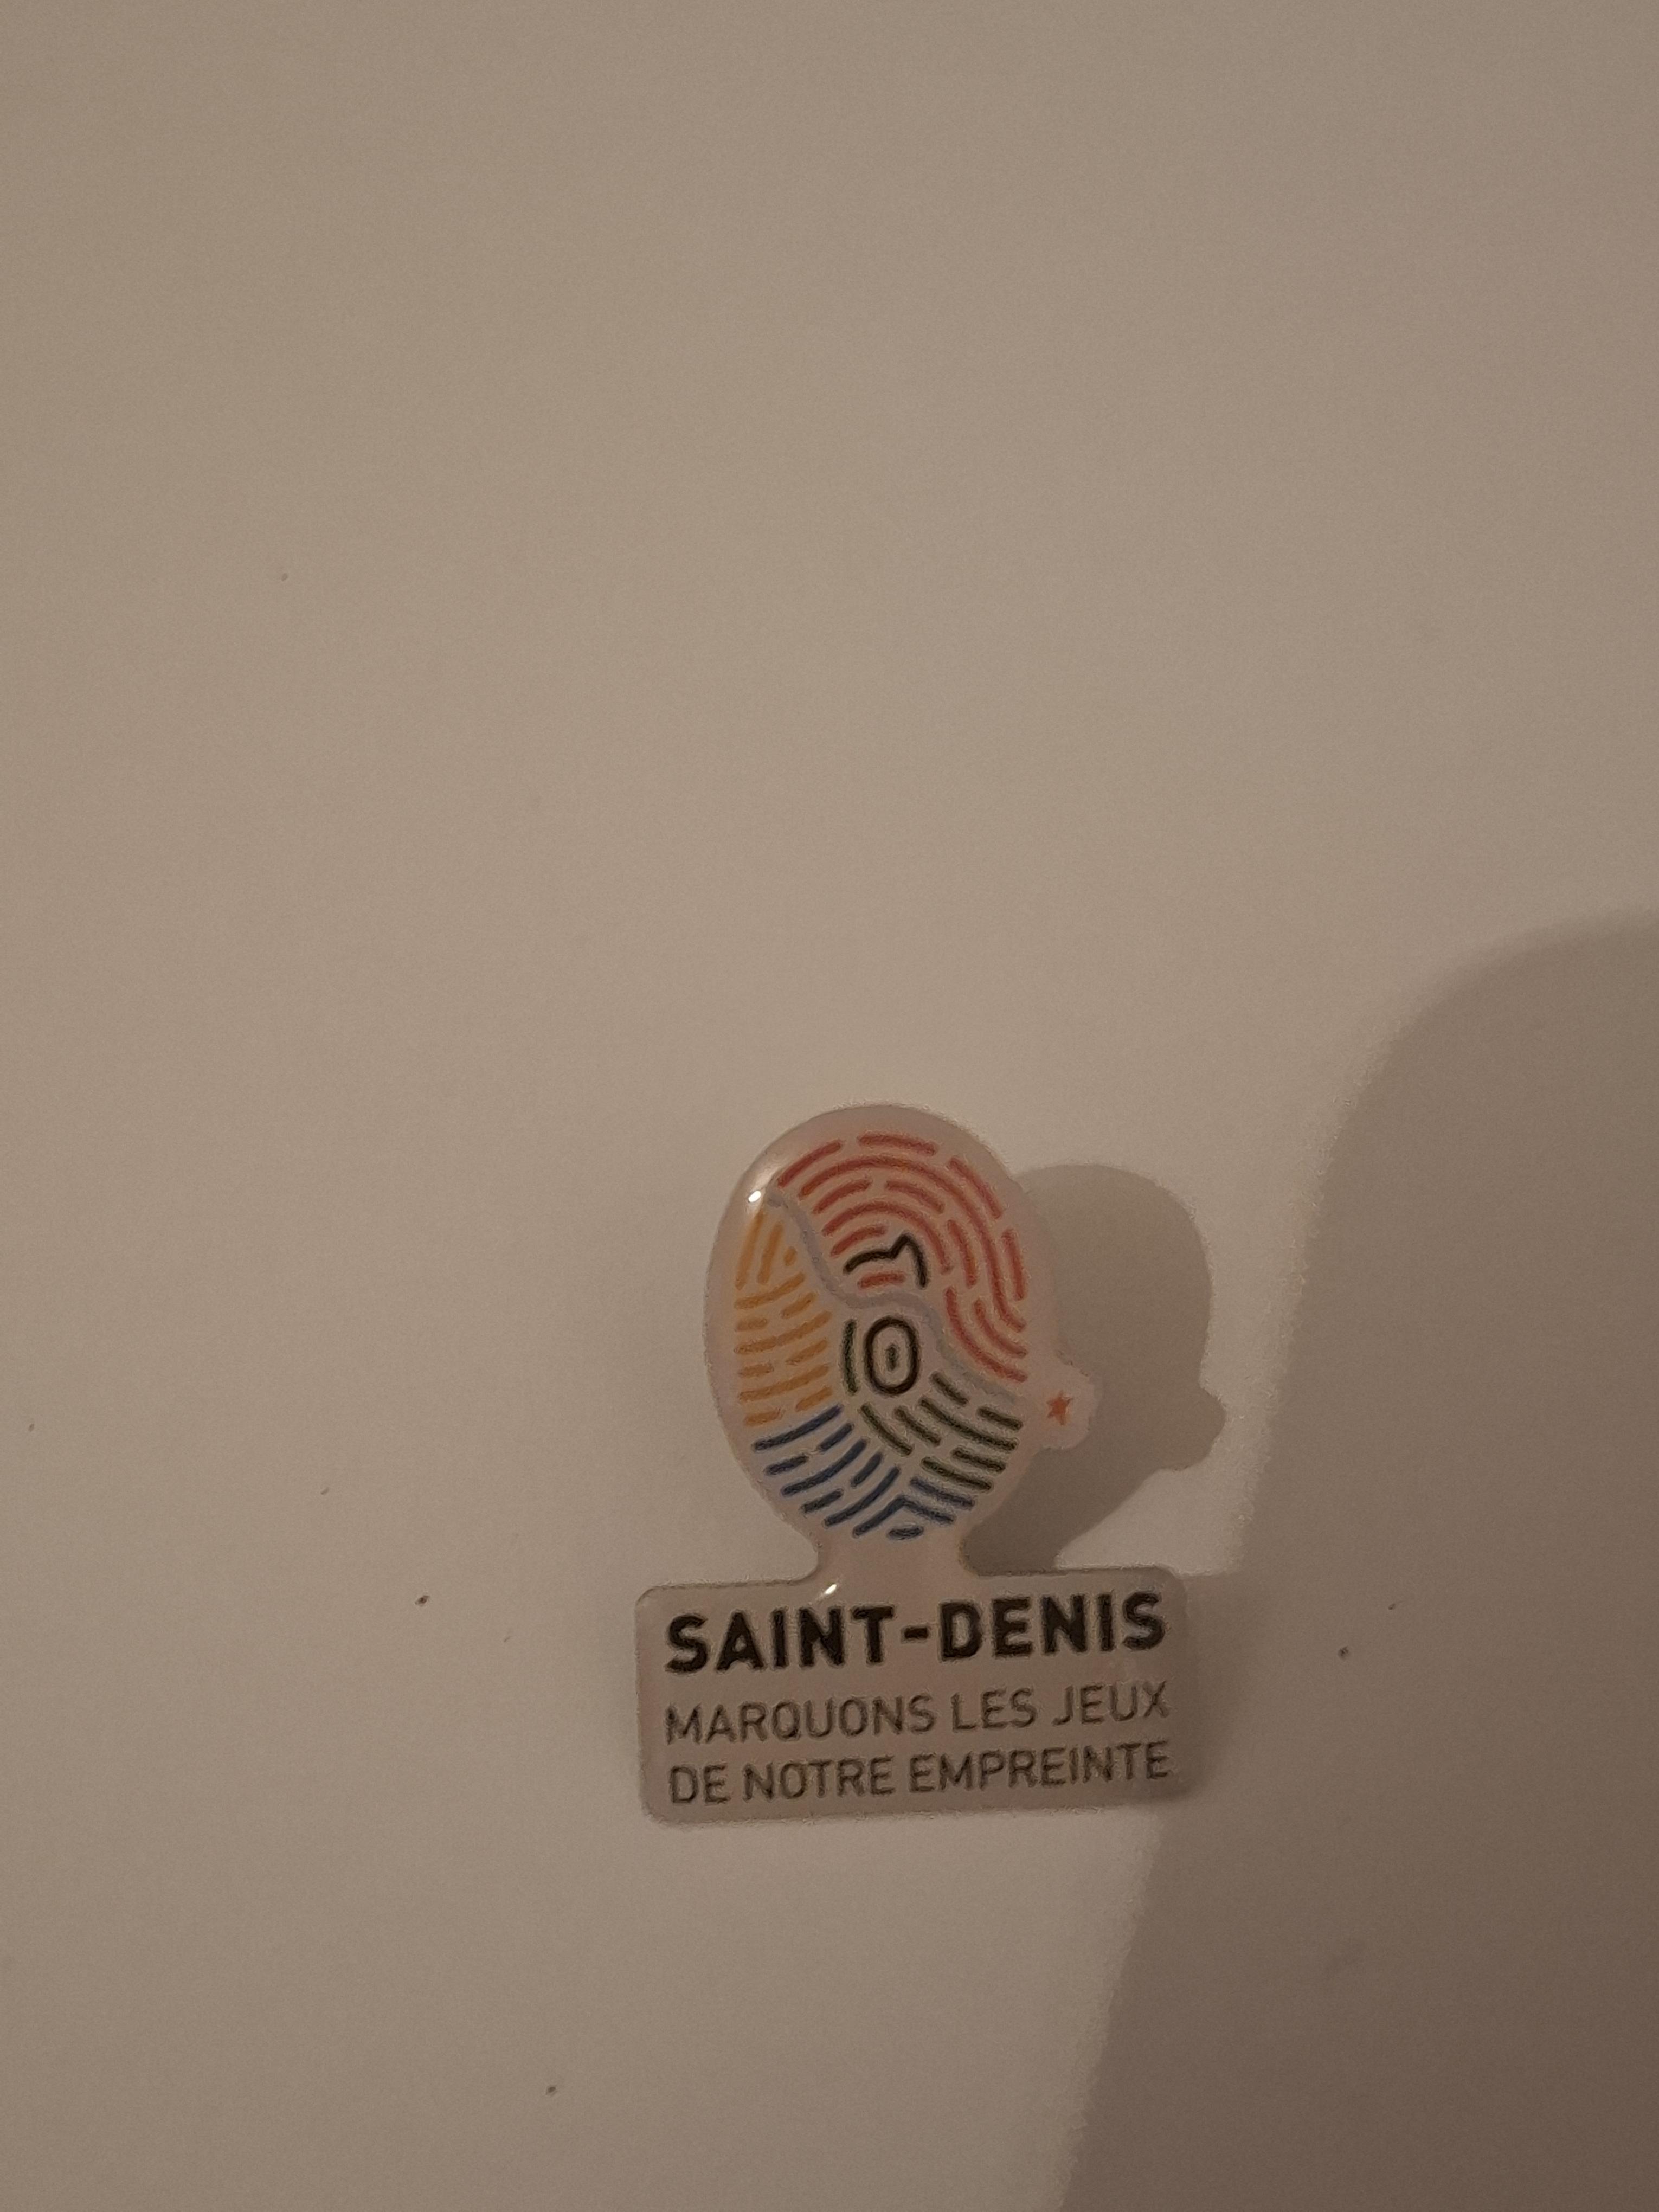 SAINT-DENIS
MARQUONS LES JEUX
DE NOTRE EMPREINTE